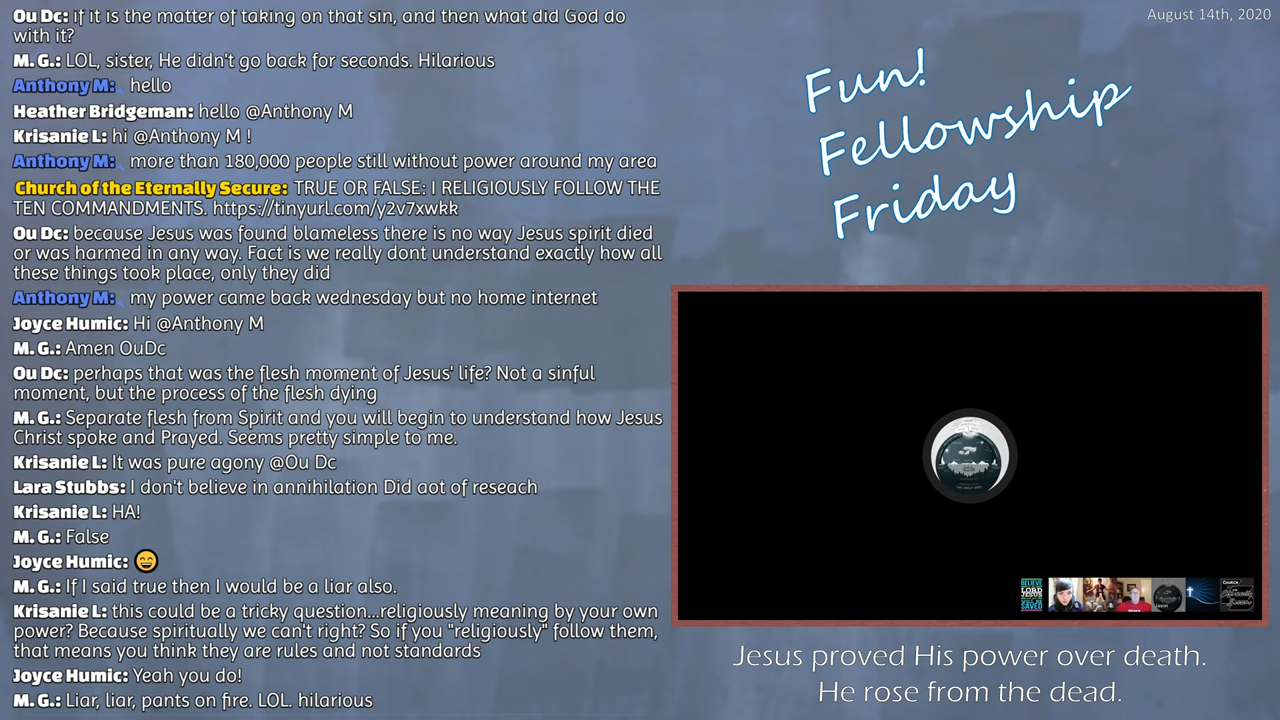 Ou Dc: if it is the matter of taking on that sin, and then what did God do
with it?
M. G.: LOL, sister, He didn't go back for seconds. Hilarious
Anthony M: hello
Heather Bridgeman: hello @Anthony M
Krisanie L: hi @Anthony M !
Anthony M: more than 180,000 people still without power around my area
Church of the Eternally Secure: TRUE OR FALSE: I RELIGIOUSLY FOLLOW THE
TEN COMMANDMENTS. https://tinyurl.com/y2v7xwkk
Ou Dc: because Jesus was found blameless there is no way Jesus spirit died
or was harmed in any way. Fact is we really dont understand exactly how all
these things took place, only they did
Anthony M: my power came back wednesday but no home internet
Joyce Humic: Hi @Anthony M
M. G.: Amen OuDc
Ou Dc: perhaps that was the flesh moment of Jesus' life? Not a sinful
moment, but the process of the flesh dying
M. G.: Separate flesh from Spirit and you will begin to understand how Jesus
Christ spoke and Prayed. Seems pretty simple to me.
Krisanie L: It was pure agony @Ou Dc
Lara Stubbs: I don't believe in annihilation Did aot of reseach
Krisanie L: HA!
M. G.: False
Joyce Humic: 😄
M. G.: If I said true then I would be a liar also.
Krisanie L: this could be a tricky question...religiously meaning by your own
power? Because spiritually we can't right? So if you "religiously" follow them,
that means you think they are rules and not standards
Joyce Humic: Yeah you do!
M. G.: Liar, liar, pants on fire. LOL. hilarious
August 14th, 2020
Fun!
Fellowship
Friday
BELIEVE
LORD
JESUS
SAVED
Jason
CHURCH
Jesus proved His power over death.
He rose from the dead.